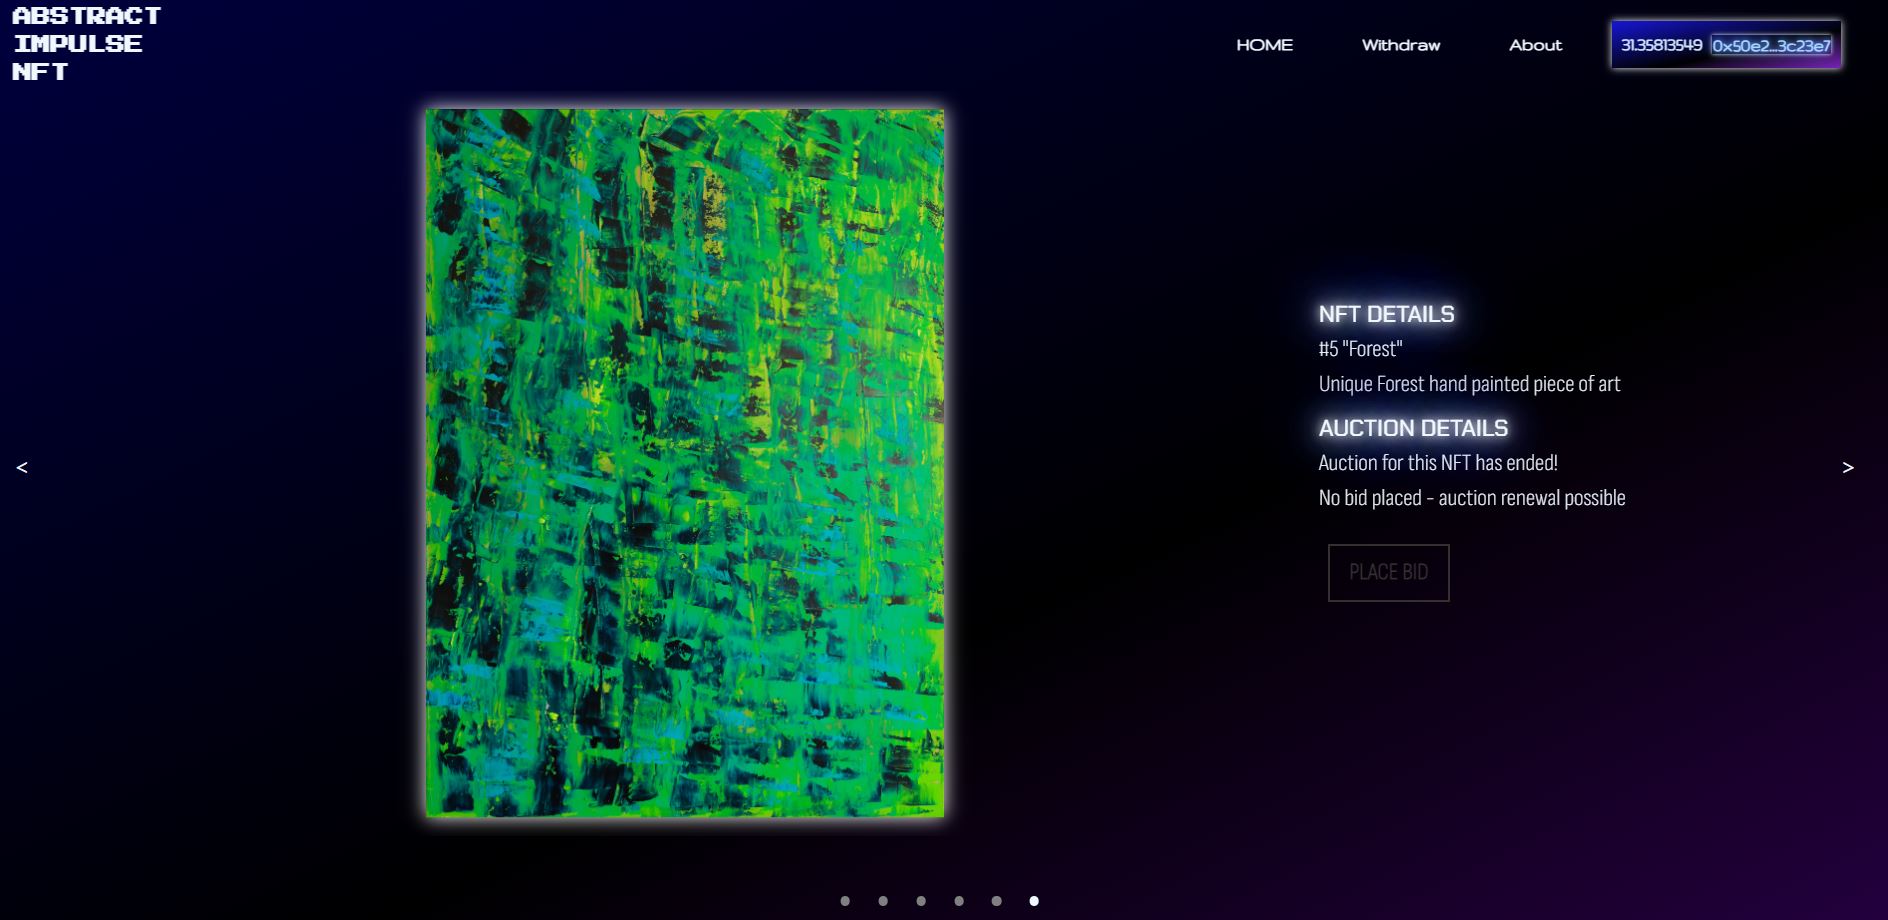 ABSTRACT
IMPULSE
NFT
HOME
Withdraw
About
31.35813549 0x50e2...3c23e7
NFT DETAILS
#5 "Forest"
Unique Forest hand painted piece of art
AUCTION DETAILS
Auction for this NFT has ended!
No bid placed - auction renewal possible
PLACE BID
<
>